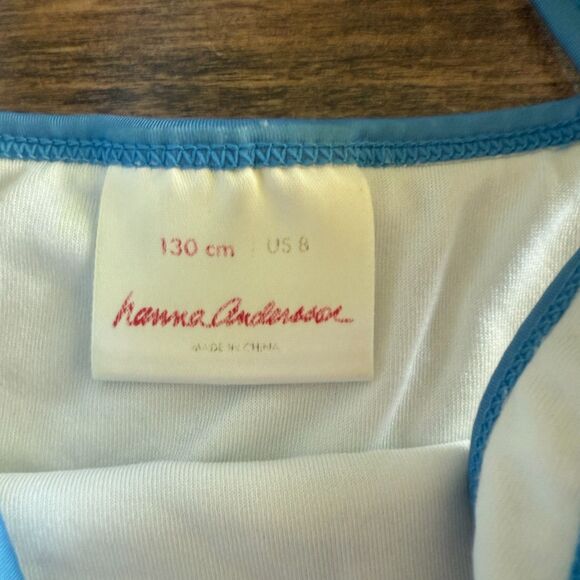 130 cm | US 8
hanna Andersson
MADE IN CHINA